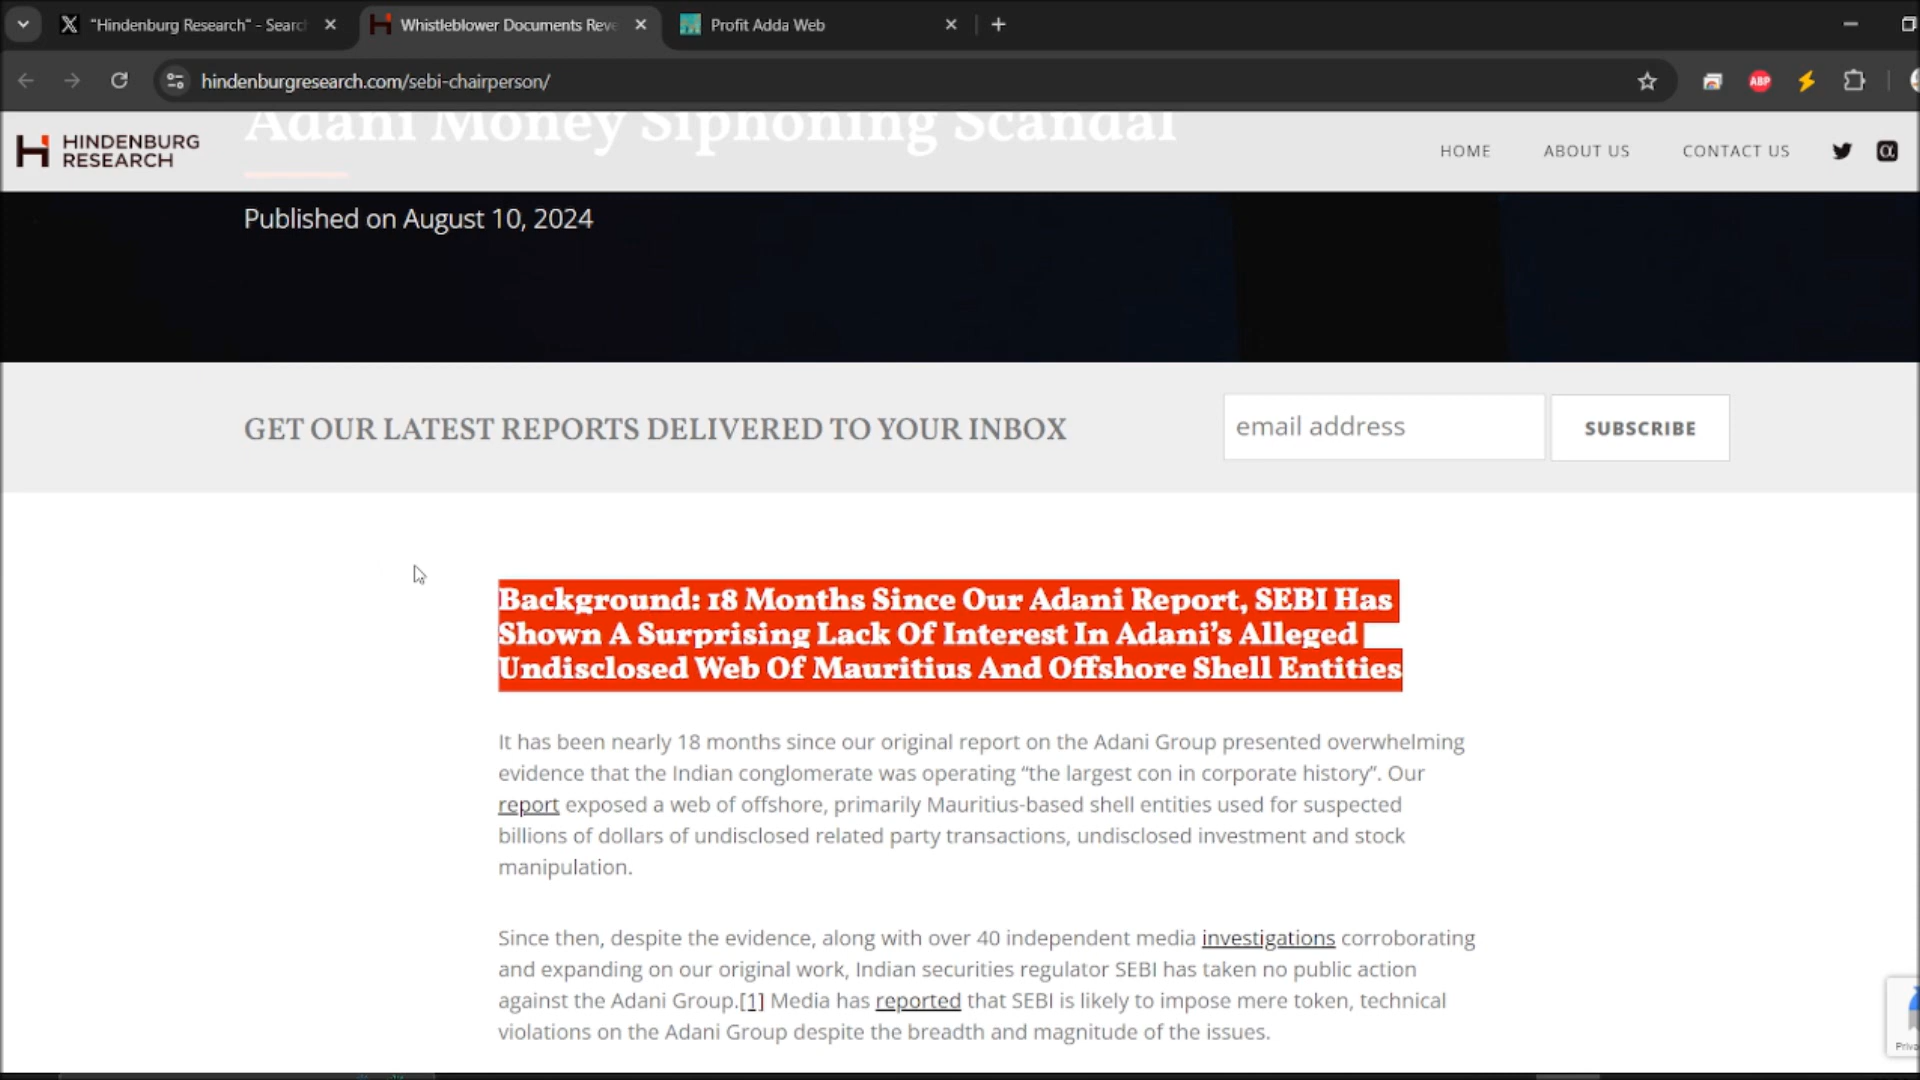 "Hindenburg Research" - Searc
Whistleblower Documents Reve
Profit Adda Web
hindenburgresearch.com/sebi-chairperson/
ABP
Adani Money Siphoning Scandal
HINDENBURG
RESEARCH
HOME
ABOUT US
CONTACT US
Published on August 10, 2024
GET OUR LATEST REPORTS DELIVERED TO YOUR INBOX
email address
SUBSCRIBE
Background: 18 Months Since Our Adani Report, SEBI Has
Shown A Surprising Lack Of Interest In Adani’s Alleged
Undisclosed Web Of Mauritius And Offshore Shell Entities
It has been nearly 18 months since our original report on the Adani Group presented overwhelming
evidence that the Indian conglomerate was operating “the largest con in corporate history”. Our
report exposed a web of offshore, primarily Mauritius-based shell entities used for suspected
billions of dollars of undisclosed related party transactions, undisclosed investment and stock
manipulation.
Since then, despite the evidence, along with over 40 independent media investigations corroborating
and expanding on our original work, Indian securities regulator SEBI has taken no public action
against the Adani Group.[1] Media has reported that SEBI is likely to impose mere token, technical
violations on the Adani Group despite the breadth and magnitude of the issues.
Priva